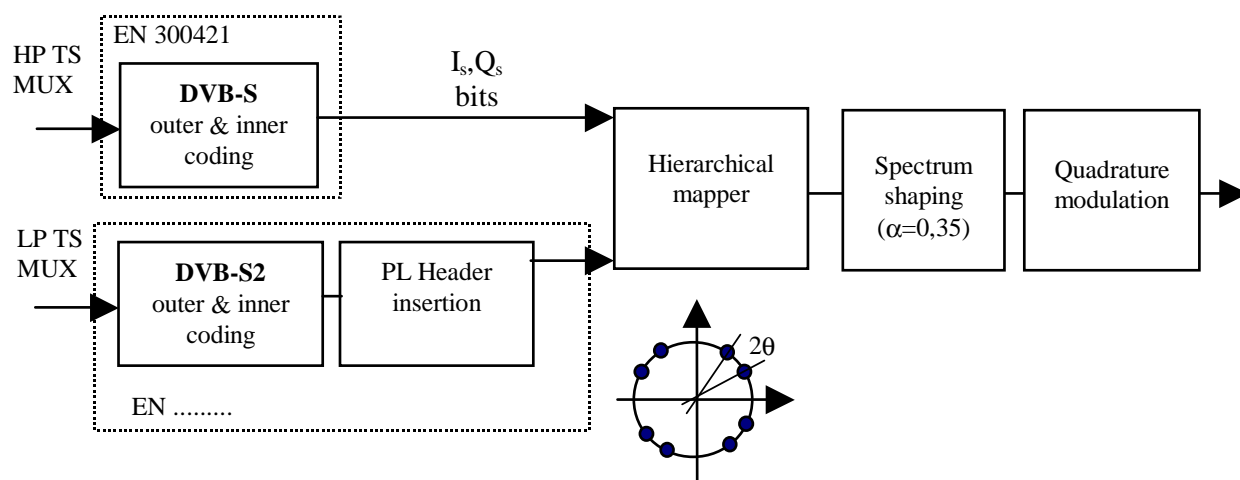 EN 300421
HP TS
MUX
DVB-S
outer & inner
coding
Is,Qs
bits
Hierarchical
mapper
Spectrum
shaping
(α=0,35)
Quadrature
modulation
LP TS
MUX
DVB-S2
outer & inner
coding
PL Header
insertion
EN .........
2θ